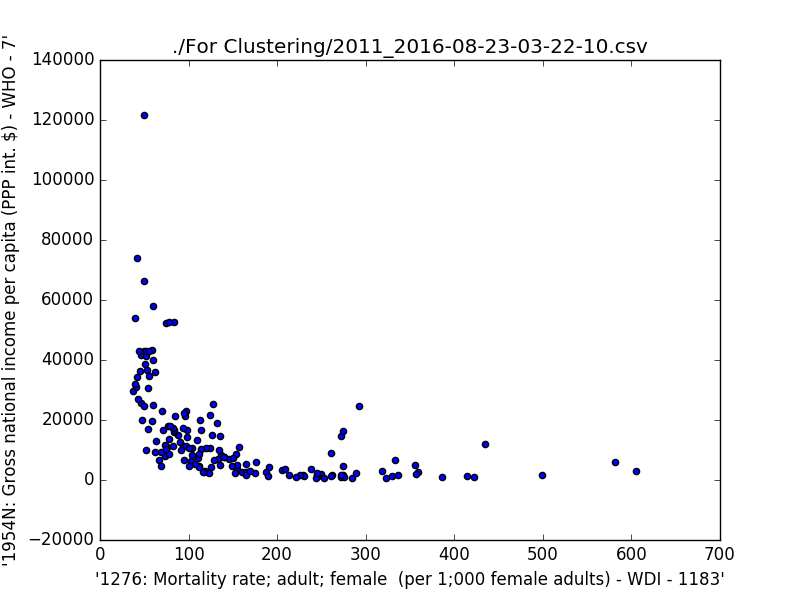 ./For Clustering/2011_2016-08-23-03-22-10.csv
'1954N: Gross national income per capita (PPP int. $) - WHO - 7'
140000
120000
100000
80000
60000
40000
20000
0
−20000
0 100 200 300 400 500 600 700
'1276: Mortality rate; adult; female  (per 1;000 female adults) - WDI - 1183'